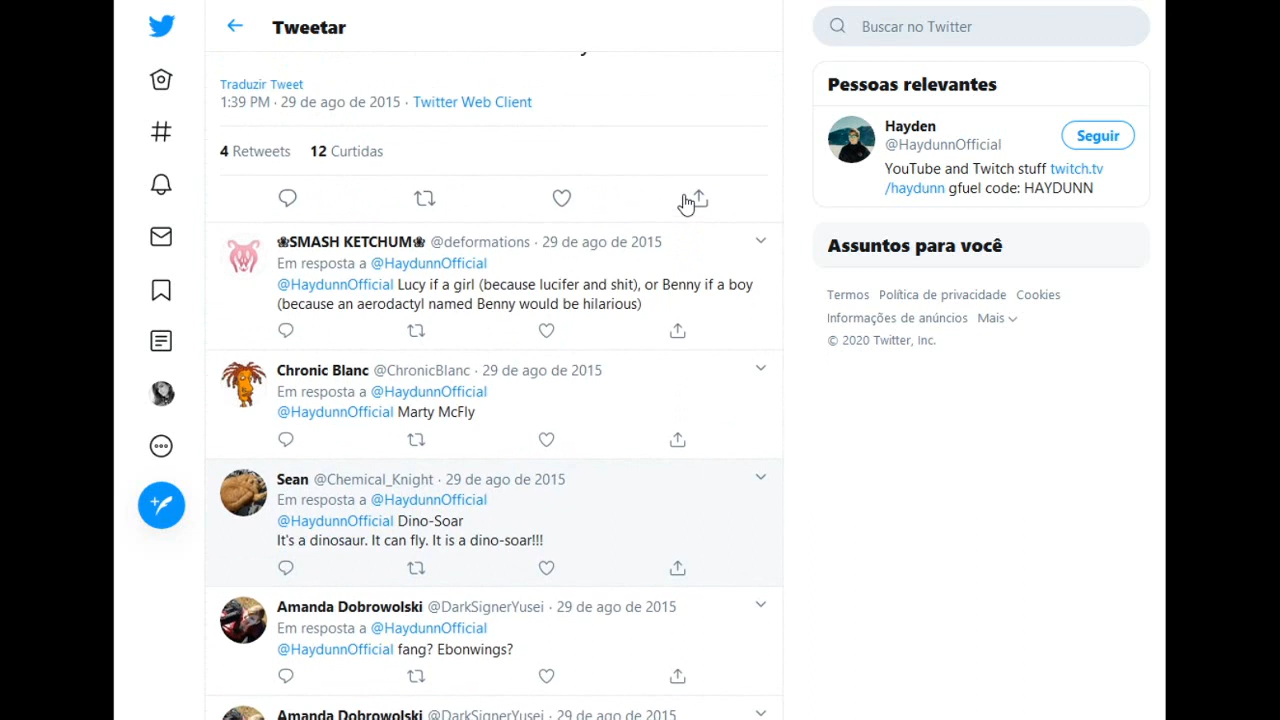 Tweetar
Buscar no Twitter
Traduzir Tweet
1:39 PM · 29 de ago de 2015 · Twitter Web Client
4 Retweets 12 Curtidas
❀SMASH KETCHUM❀ @deformations · 29 de ago de 2015
Em resposta a @HaydunnOfficial
@HaydunnOfficial Lucy if a girl (because lucifer and shit), or Benny if a boy
(because an aerodactyl named Benny would be hilarious)
Chronic Blanc @ChronicBlanc · 29 de ago de 2015
Em resposta a @HaydunnOfficial
@HaydunnOfficial Marty McFly
Sean @Chemical_Knight · 29 de ago de 2015
Em resposta a @HaydunnOfficial
@HaydunnOfficial Dino-Soar
It's a dinosaur. It can fly. It is a dino-soar!!!
Amanda Dobrowolski @DarkSignerYusei · 29 de ago de 2015
Em resposta a @HaydunnOfficial
@HaydunnOfficial fang? Ebonwings?
Amanda Dobrowolski @DarkSignerYusei · 29 de ago de 2015
Pessoas relevantes
Hayden
@HaydunnOfficial
Seguir
YouTube and Twitch stuff twitch.tv
/haydunn gfuel code: HAYDUNN
Assuntos para você
Termos Política de privacidade Cookies
Informações de anúncios Mais
© 2020 Twitter, Inc.